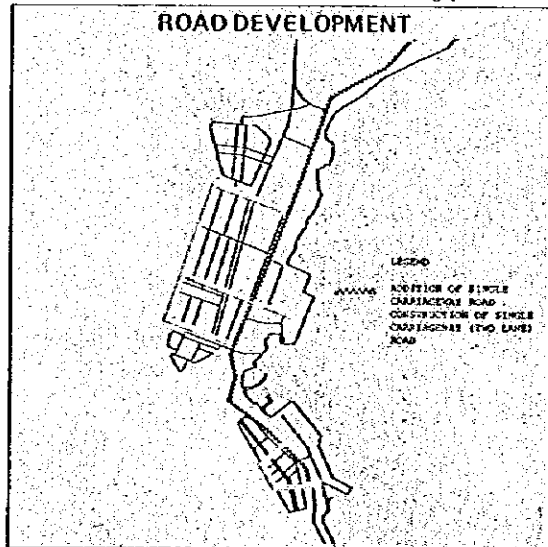 ROAD DEVELOPMENT
LEGEND
ADDITION OF SINGLE
CARRIAGEWAY ROAD
CONSTRUCTION OF SINGLE
CARRIAGEWAY (TWO LANE)
ROAD